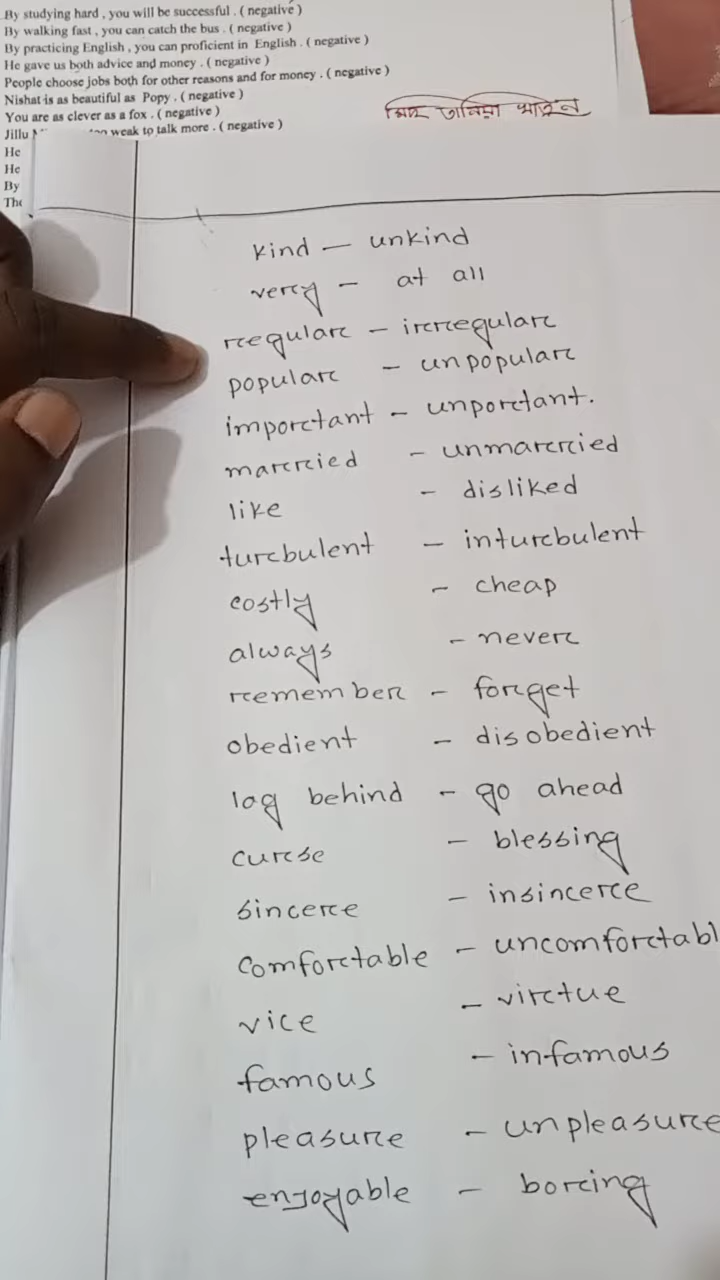 By studying hard , you will be successful . ( negative )
By walking fast , you can catch the bus . ( negative )
By practicing English , you can proficient in English . ( negative )
He gave us both advice and money . ( negative )
People choose jobs both for other reasons and for money . ( negative )
Nishat is as beautiful as Popy . ( negative )
You are as clever as a fox . ( negative )
Jillu weak to talk more . ( negative )
He
He
By
মিছ তানিয়া খাতুন
kind — unkind
very - at all
regular - irregular
popular - unpopular
important - unportant.
married - unmarried
like - disliked
turbulent - inturbulent
costly - cheap
always - never
remember - forget
obedient - disobedient
lag behind - go ahead
curse - blessing
sincere - insincere
comfortable - uncomfortabl
vice - virtue
famous - infamous
pleasure - unpleasure
enjoyable - boring